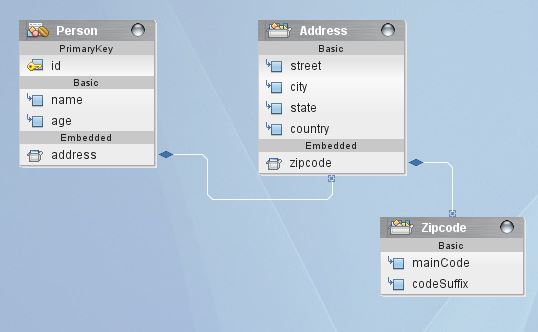 Person
PrimaryKey
id
Basic
name
age
Embedded
address
Address
Basic
street
city
state
country
Embedded
zipcode
Zipcode
Basic
mainCode
codeSuffix